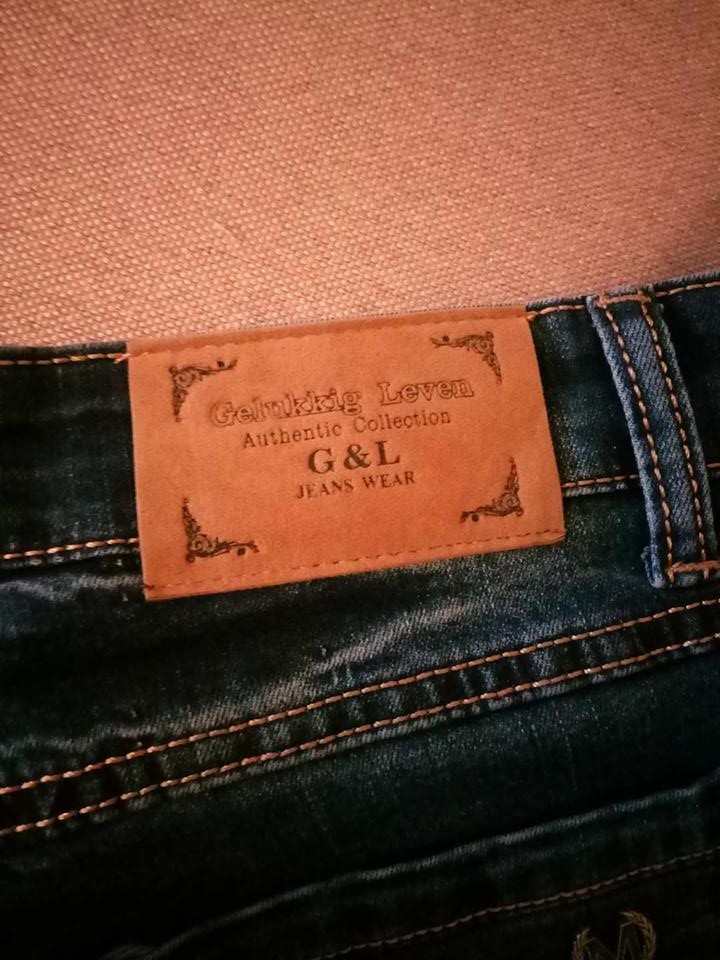 Gelukkig Leven
Authentic Collection
G & L
JEANS WEAR
M